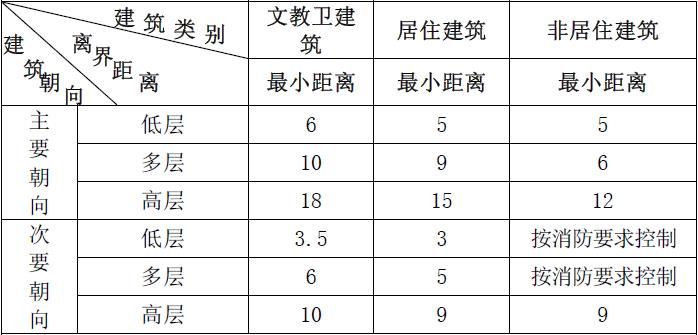 建筑类别
离界距离
建筑朝向
文教卫建筑
居住建筑
非居住建筑
最小距离
最小距离
最小距离
主要朝向
低层
6
5
5
多层
10
9
6
高层
18
15
12
次要朝向
低层
3.5
3
按消防要求控制
多层
6
5
按消防要求控制
高层
10
9
9